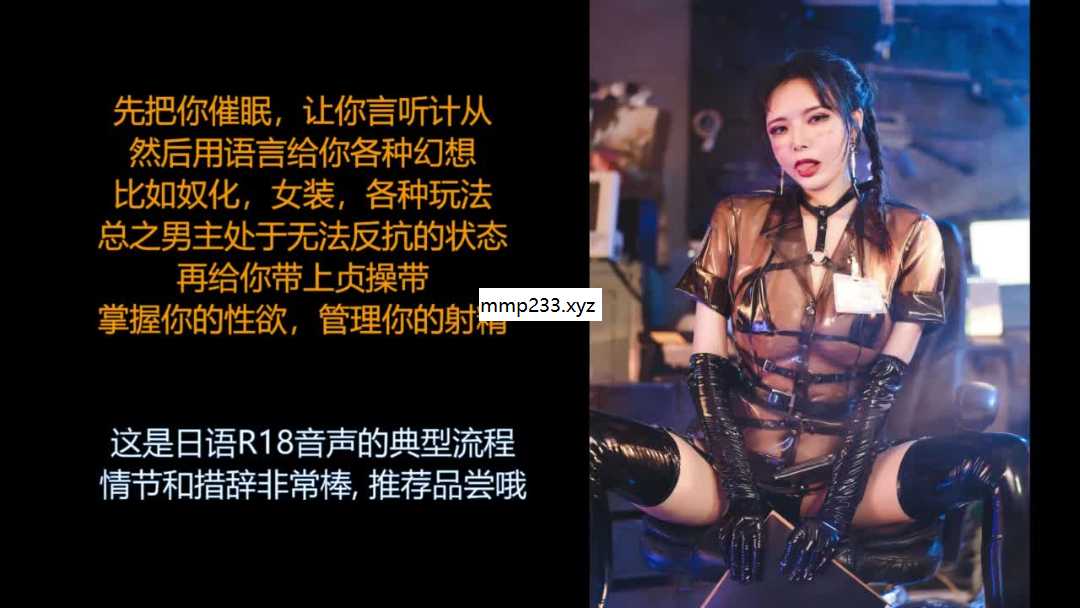 先把你催眠，让你言听计从
然后用语言给你各种幻想
比如奴化，女装，各种玩法
总之男主处于无法反抗的状态
再给你带上贞操带
mmp233.xyz
掌握你的性欲，管理你的射精
这是日语R18音声的典型流程
情节和措辞非常棒, 推荐品尝哦